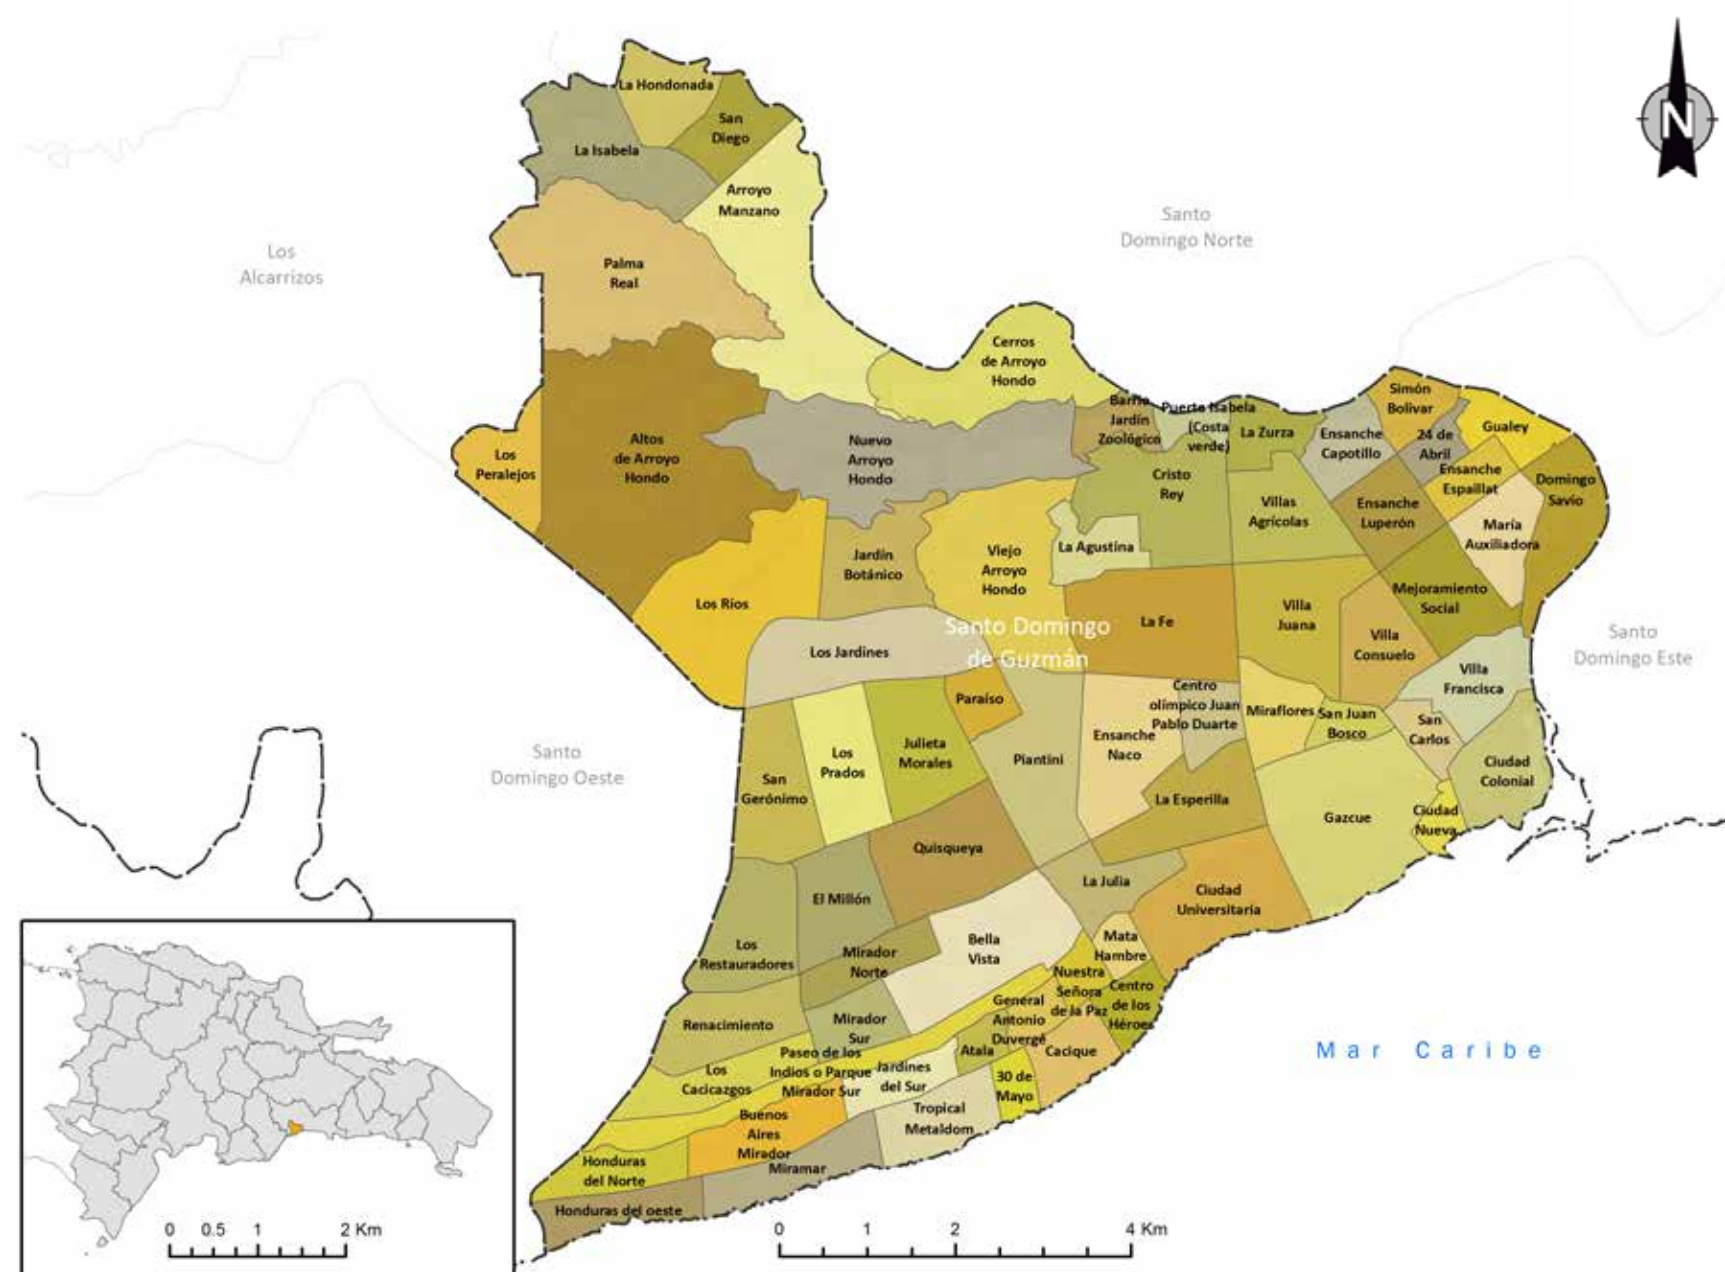 N
La Hondonada
San
Diego
La Isabela
Arroyo
Manzano
Santo
Domingo Norte
Los
Alcarrizos
Palma
Real
Cerros
de Arroyo
Hondo
Barrio
Jardín
Zoológico
Puerto Isabela
(Costa
verde)
La Zurza
Ensanche
Capotillo
Simón
Bolívar
24 de
Abril
Gualey
Los
Peralejos
Altos
de Arroyo
Hondo
Nuevo
Arroyo
Hondo
Cristo
Rey
Villas
Agrícolas
Ensanche
Luperón
Ensanche
Espaillat
Domingo
Savio
María
Auxiliadora
Jardín
Botánico
Viejo
Arroyo
Hondo
La Agustina
Los Ríos
La Fe
Villa
Juana
Mejoramiento
Social
Villa
Consuelo
Santo Domingo
de Guzmán
Santo
Domingo Este
Los Jardines
Villa
Francisca
Paraíso
Centro
olímpico Juan
Pablo Duarte
Miraflores
San Juan
Bosco
San
Carlos
Santo
Domingo Oeste
San
Gerónimo
Los
Prados
Julieta
Morales
Piantini
Ensanche
Naco
La Esperilla
Gazcue
Ciudad
Nueva
Ciudad
Colonial
Quisqueya
El Millón
La Julia
Ciudad
Universitaria
Los
Restauradores
Mirador
Norte
Bella
Vista
Mata
Hambre
Nuestra
Señora
de la Paz
Centro
de los
Héroes
Renacimiento
Mirador
Sur
General
Antonio
Duvergé
Atala
Cacique
Los
Cacicazgos
Paseo de los
Indios o Parque
Mirador Sur
Jardines
del Sur
30 de
Mayo
Mar Caribe
Buenos
Aires
Mirador
Tropical
Metaldom
Honduras
del Norte
Miramar
Honduras del oeste
0 0.5 1 2 Km
0 1 2 4 Km